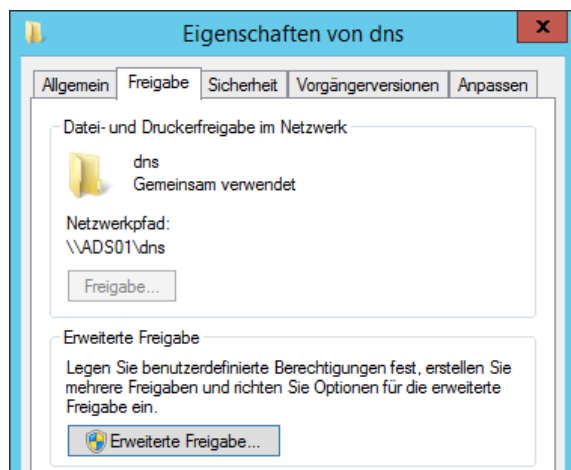 Eigenschaften von dns
x
Allgemein Freigabe Sicherheit Vorgängerversionen Anpassen
Datei- und Druckerfreigabe im Netzwerk
dns
Gemeinsam verwendet
Netzwerkpfad:
\\ADS01\dns
Freigabe...
Erweiterte Freigabe
Legen Sie benutzerdefinierte Berechtigungen fest, erstellen Sie
mehrere Freigaben und richten Sie Optionen für die erweiterte
Freigabe ein.
Erweiterte Freigabe...